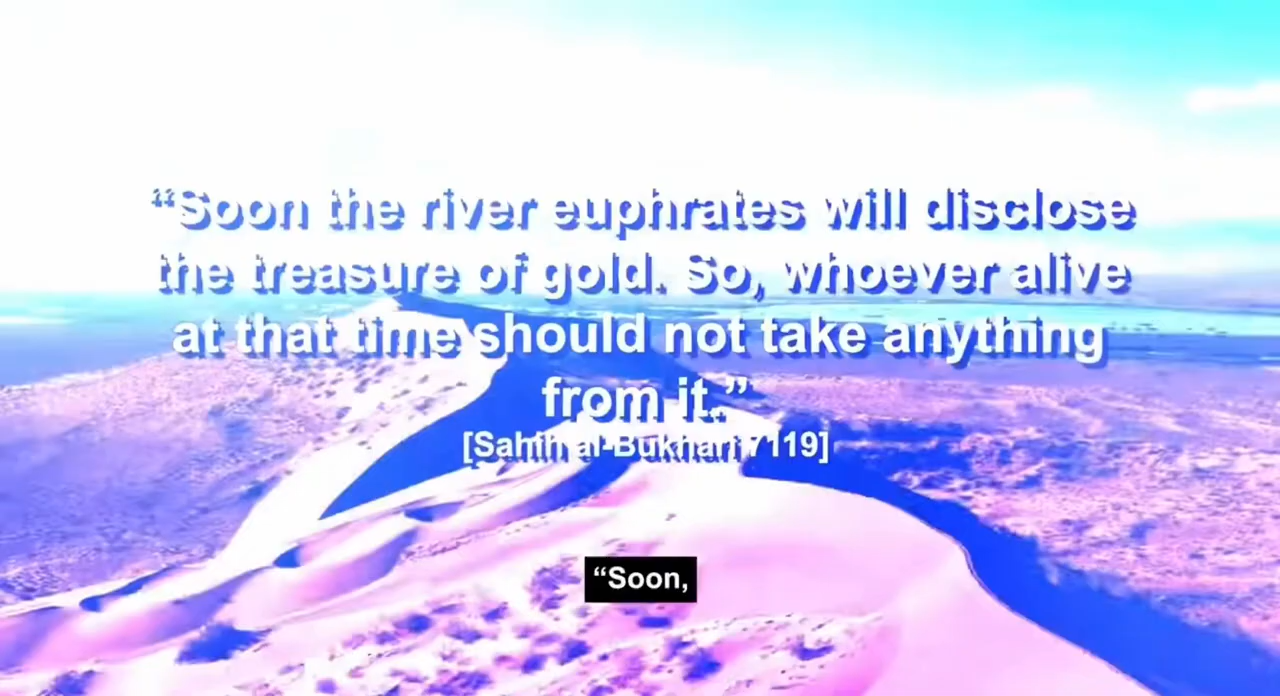 “Soon the river euphrates will disclose
the treasure of gold. So, whoever alive
at that time should not take anything
from it.”
[Sahih al-Bukhari 7119]
“Soon,